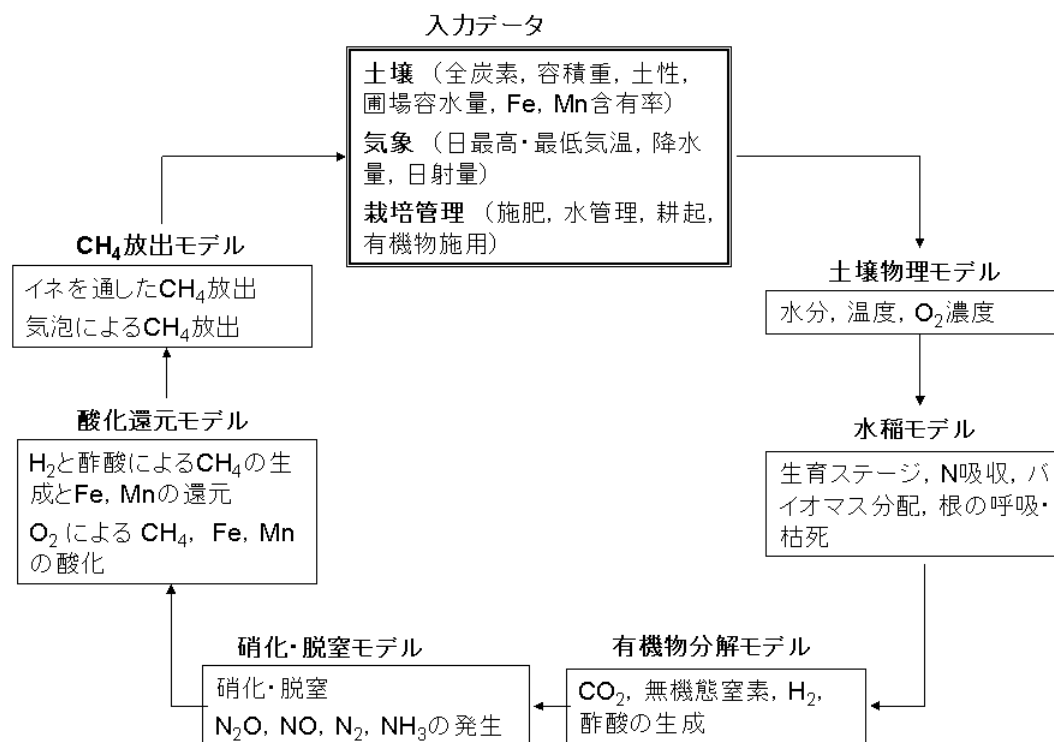 入力データ
土壌 （全炭素, 容積重, 土性,
圃場容水量, Fe, Mn含有率）
気象 （日最高・最低気温, 降水
量, 日射量）
栽培管理 （施肥, 水管理, 耕起,
有機物施用）
土壌物理モデル
水分, 温度, O₂濃度
水稲モデル
生育ステージ, N吸収, バ
イオマス分配, 根の呼吸・
枯死
有機物分解モデル
CO₂, 無機態窒素, H₂,
酢酸の生成
硝化・脱窒モデル
硝化・脱窒
N₂O, NO, N₂, NH₃の発生
酸化還元モデル
H₂と酢酸によるCH₄の生
成とFe, Mnの還元
O₂ による CH₄, Fe, Mn
の酸化
CH₄放出モデル
イネを通したCH₄放出
気泡によるCH₄放出